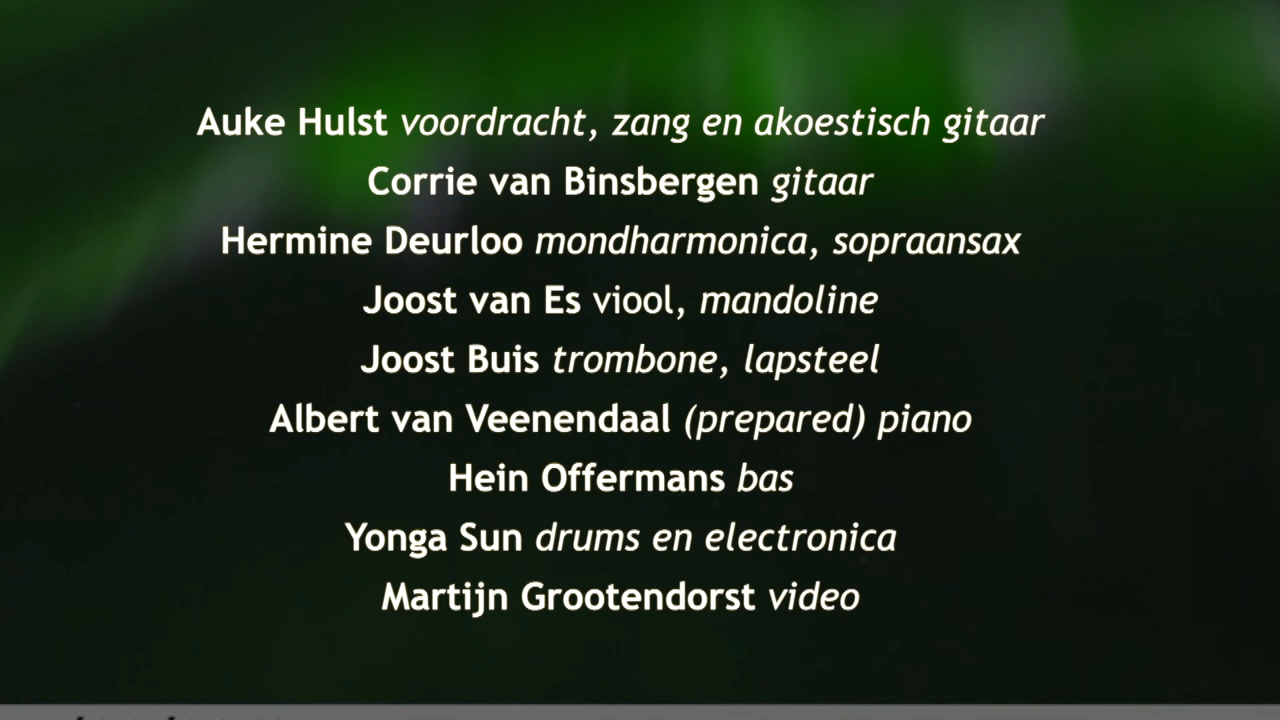 Auke Hulst voordracht, zang en akoestisch gitaar
Corrie van Binsbergen gitaar
Hermine Deurloo mondharmonica, sopraansax
Joost van Es viool, mandoline
Joost Buis trombone, lapsteel
Albert van Veenendaal (prepared) piano
Hein Offermans bas
Yonga Sun drums en electronica
Martijn Grootendorst video